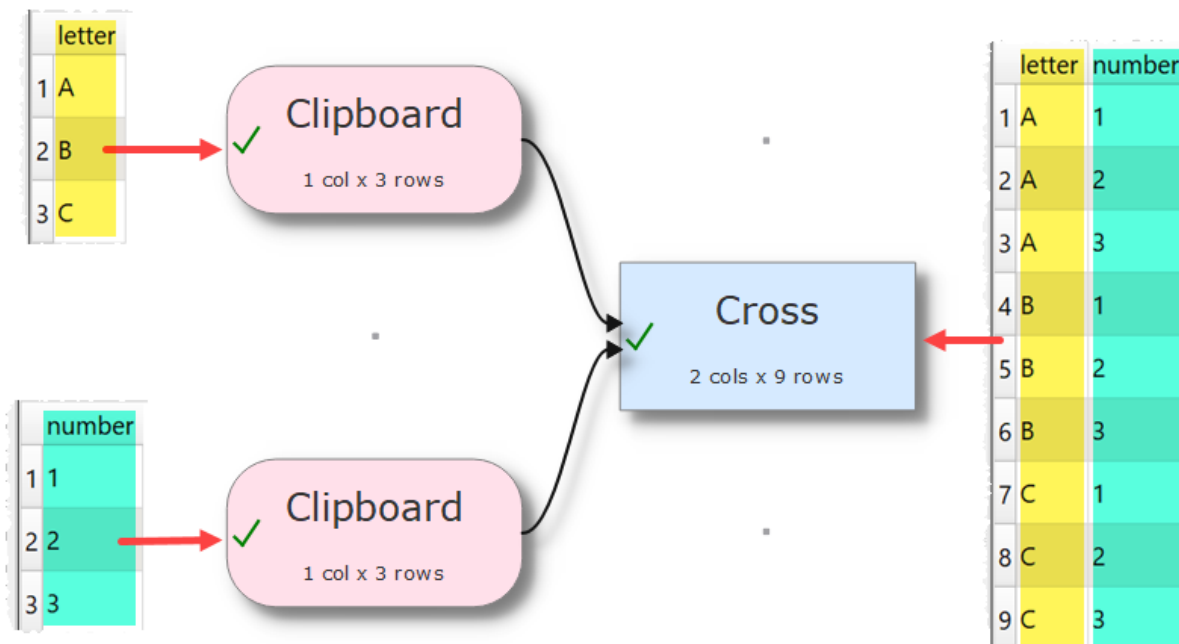 letter
1 A
2 B
3 C
Clipboard
1 col x 3 rows
number
1 1
2 2
3 3
Clipboard
1 col x 3 rows
Cross
2 cols x 9 rows
letter number
1 A 1
2 A 2
3 A 3
4 B 1
5 B 2
6 B 3
7 C 1
8 C 2
9 C 3